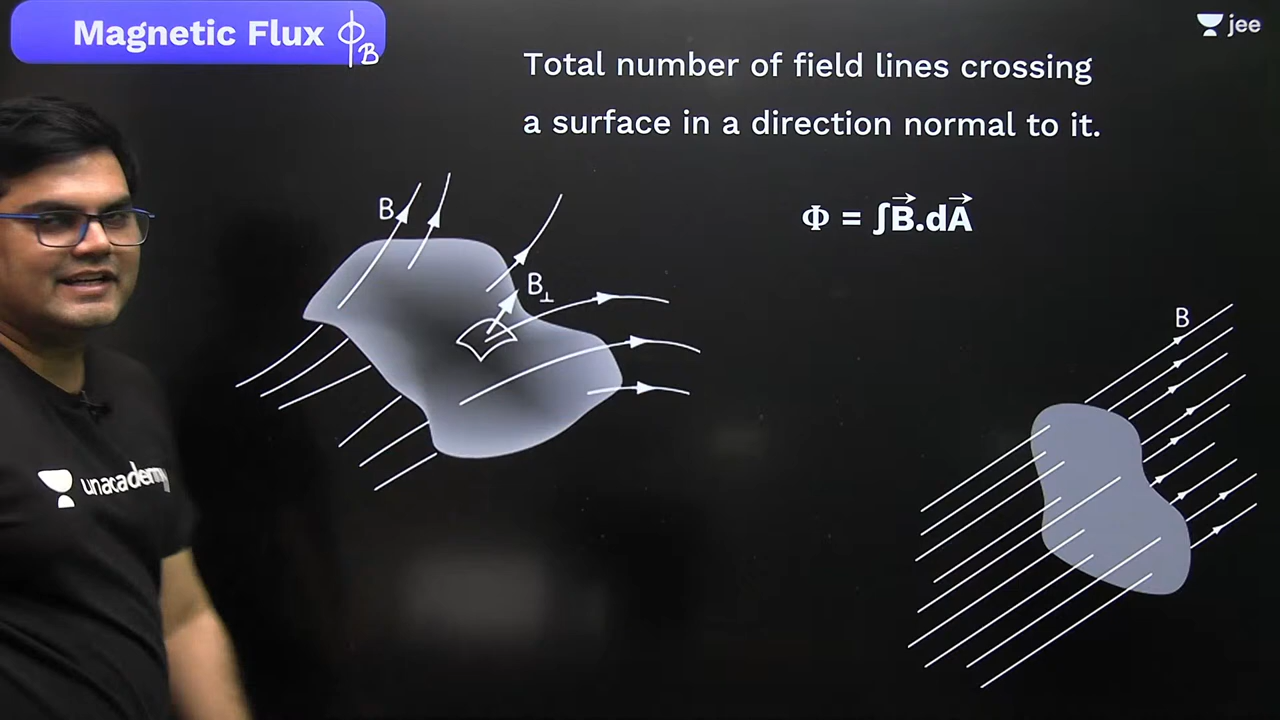 Magnetic Flux ϕB
jee
Total number of field lines crossing
a surface in a direction normal to it.
Φ = ∫B⃗.dA⃗
B
B⊥
B
unacademy